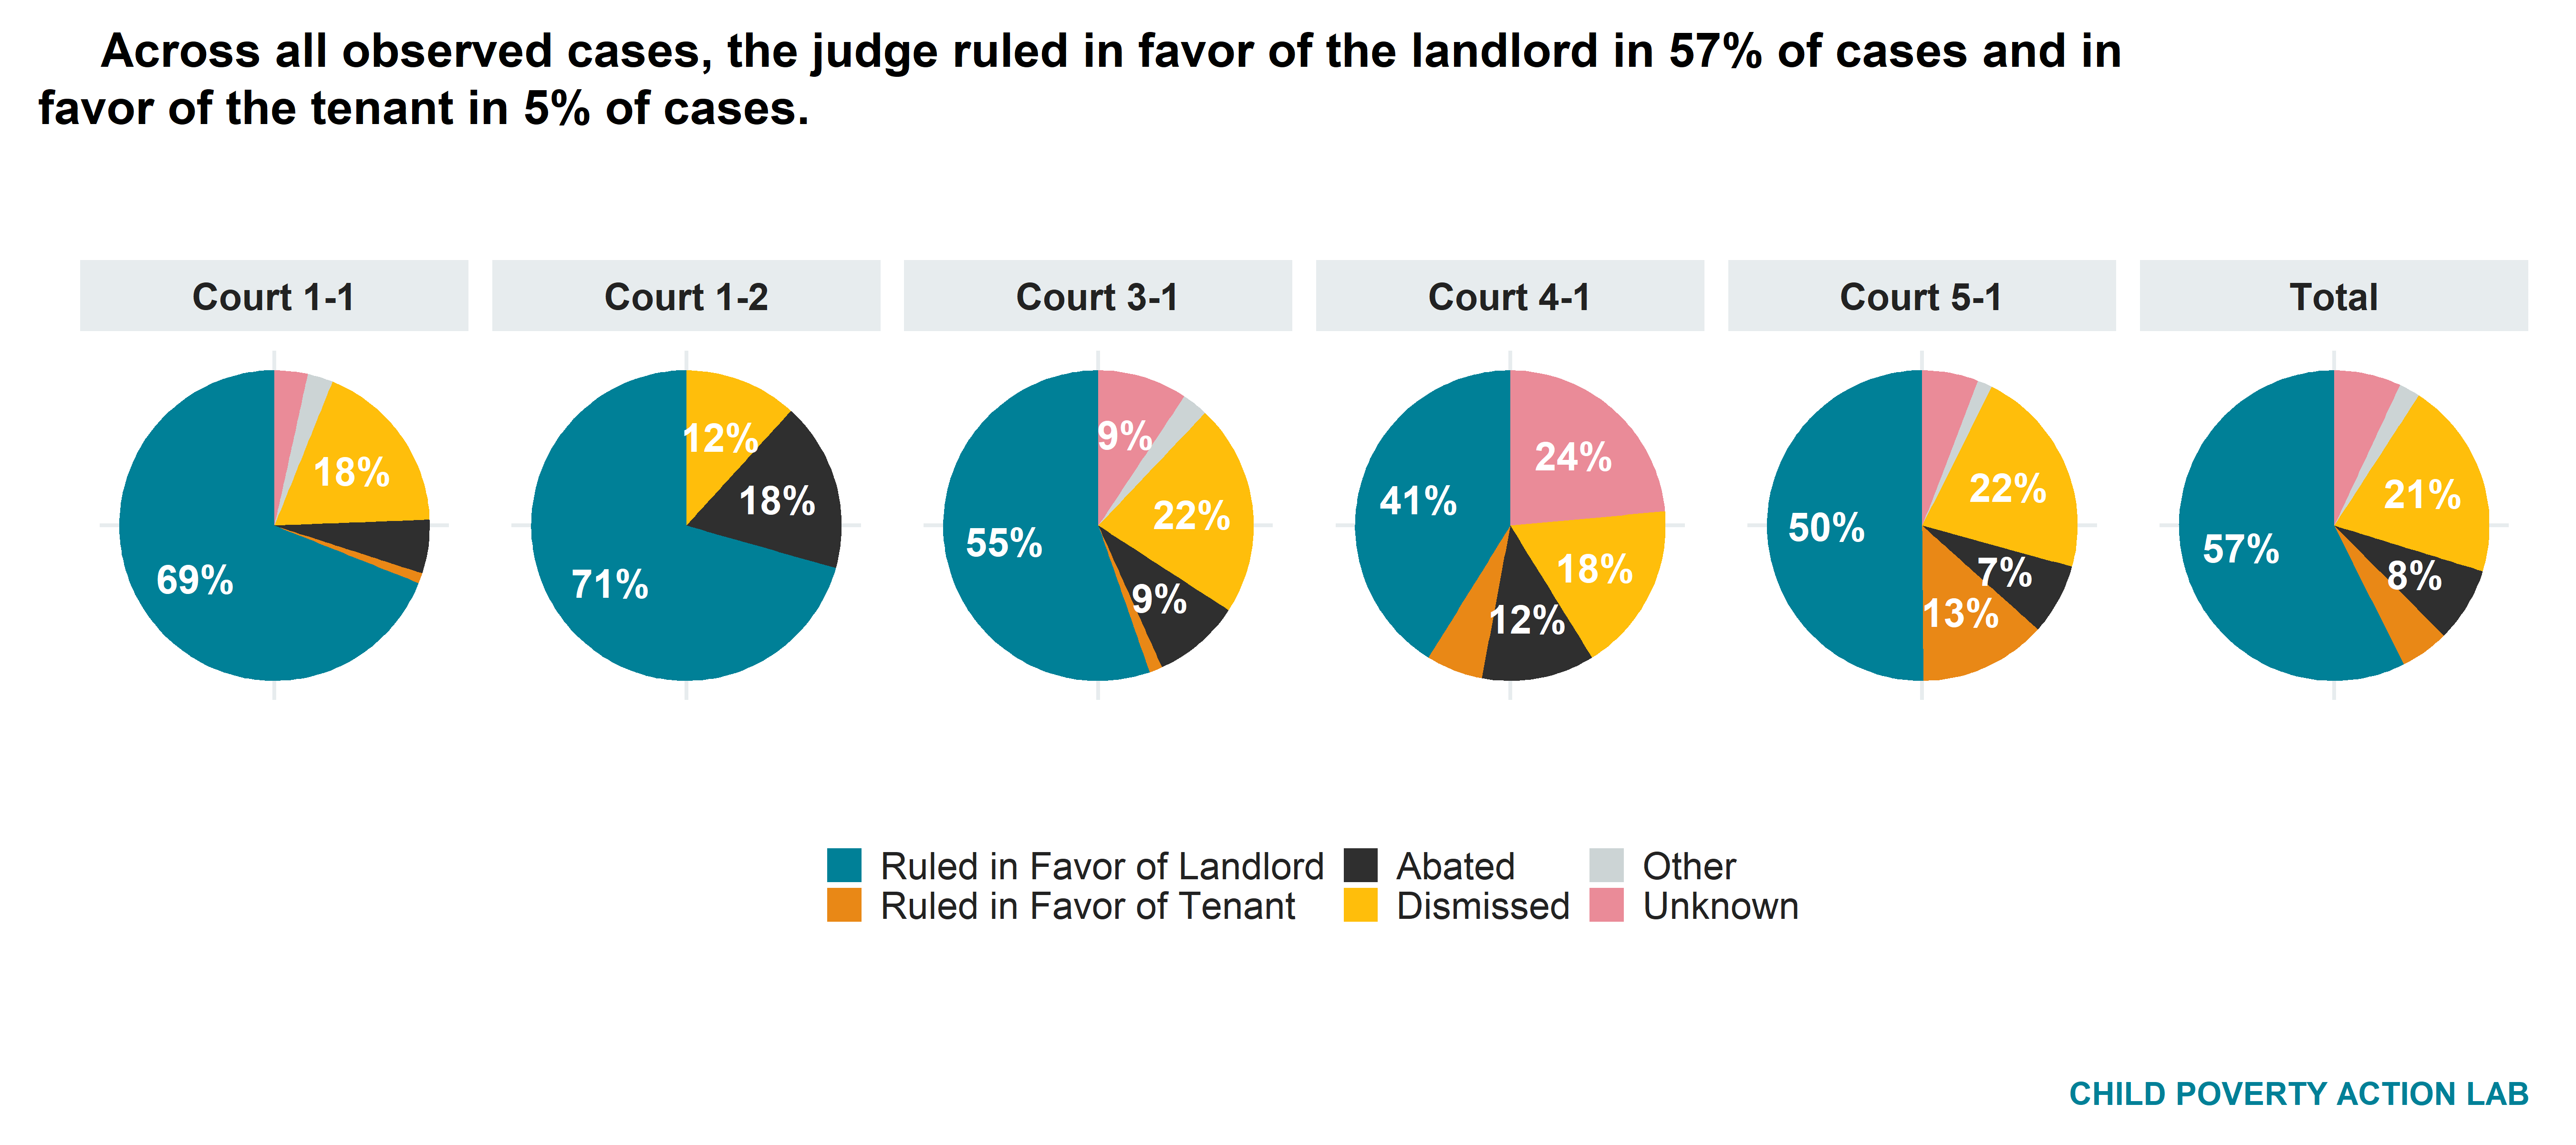 Across all observed cases, the judge ruled in favor of the landlord in 57% of cases and in
favor of the tenant in 5% of cases.
Court 1-1
Court 1-2
Court 3-1
Court 4-1
Court 5-1
Total
18%
69%
12%
18%
71%
9%
22%
55%
9%
24%
41%
18%
12%
22%
50%
7%
13%
21%
57%
8%
Ruled in Favor of Landlord
Ruled in Favor of Tenant
Abated
Dismissed
Other
Unknown
CHILD POVERTY ACTION LAB